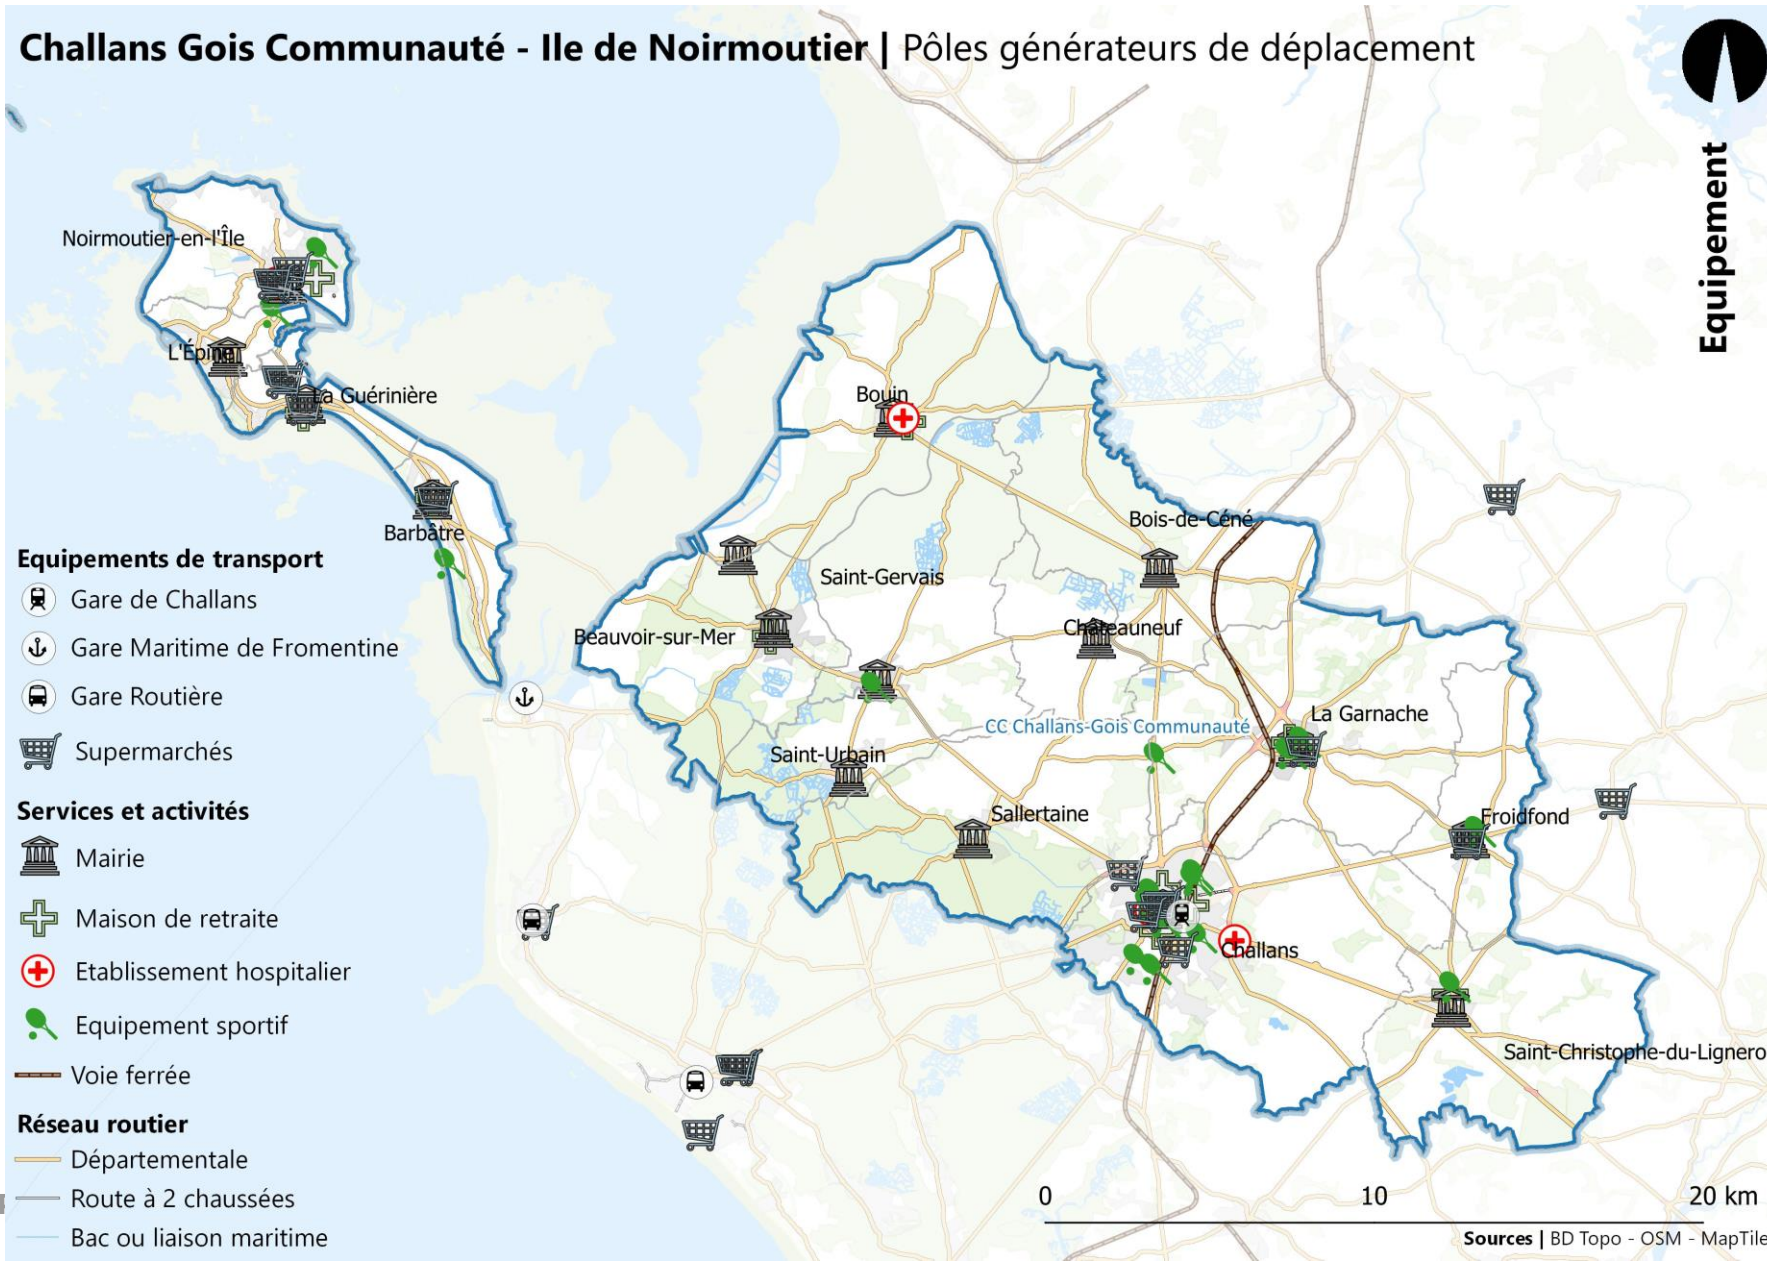 Challans Gois Communauté - Ile de Noirmoutier | Pôles générateurs de déplacement
Equipement
Noirmoutier-en-l'Île
L'Épine
La Guérinière
Barbâtre
Bouin
Bois-de-Céné
Saint-Gervais
Beauvoir-sur-Mer
Châteauneuf
La Garnache
CC Challans-Gois Communauté
Saint-Urbain
Sallertaine
Froidfond
Challans
Saint-Christophe-du-Lignero
Equipements de transport
Gare de Challans
Gare Maritime de Fromentine
Gare Routière
Supermarchés
Services et activités
Mairie
Maison de retraite
Etablissement hospitalier
Equipement sportif
Voie ferrée
Réseau routier
Départementale
Route à 2 chaussées
Bac ou liaison maritime
0 10 20 km
Sources | BD Topo - OSM - MapTile